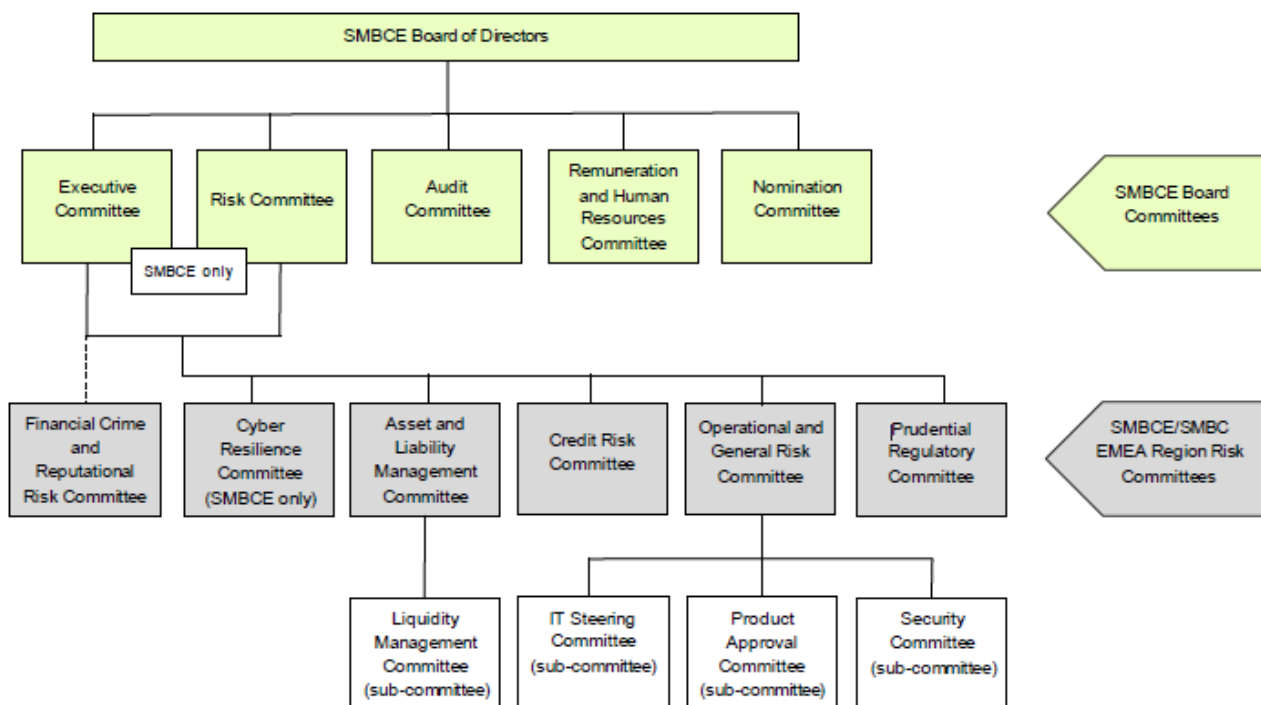 SMBCE Board of Directors
Executive
Committee
Risk Committee
Audit
Committee
Remuneration
and Human
Resources
Committee
Nomination
Committee
SMBCE Board
Committees
SMBCE only
Financial Crime
and
Reputational
Risk Committee
Cyber
Resilience
Committee
(SMBCE only)
Asset and
Liability
Management
Committee
Credit Risk
Committee
Operational and
General Risk
Committee
Prudential
Regulatory
Committee
SMBCE/SMBC
EMEA Region Risk
Committees
Liquidity
Management
Committee
(sub-committee)
IT Steering
Committee
(sub-committee)
Product
Approval
Committee
(sub-committee)
Security
Committee
(sub-committee)